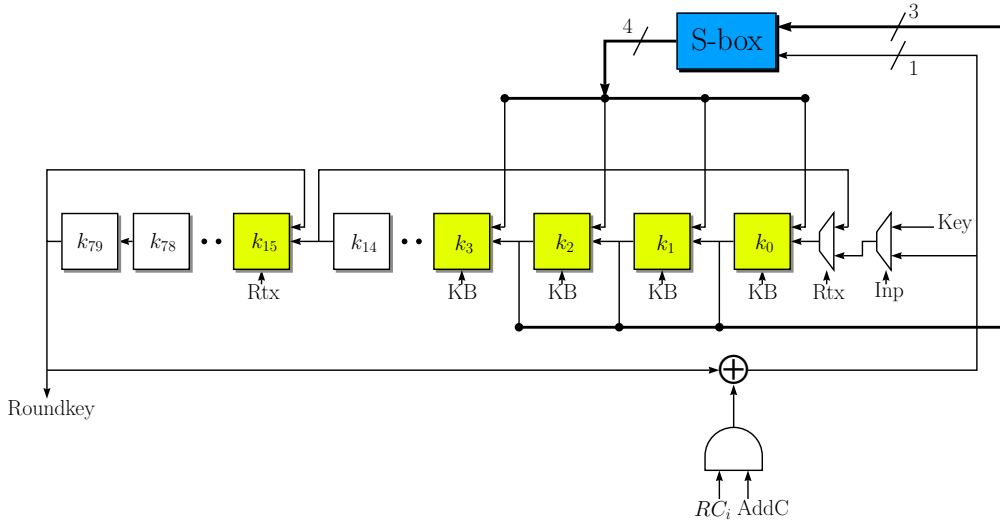 3
4
S-box
1
k79 k78 k15 k14 k3 k2 k1 k0 Key
Rtx KB KB KB KB Rtx Inp
Roundkey
RCi AddC